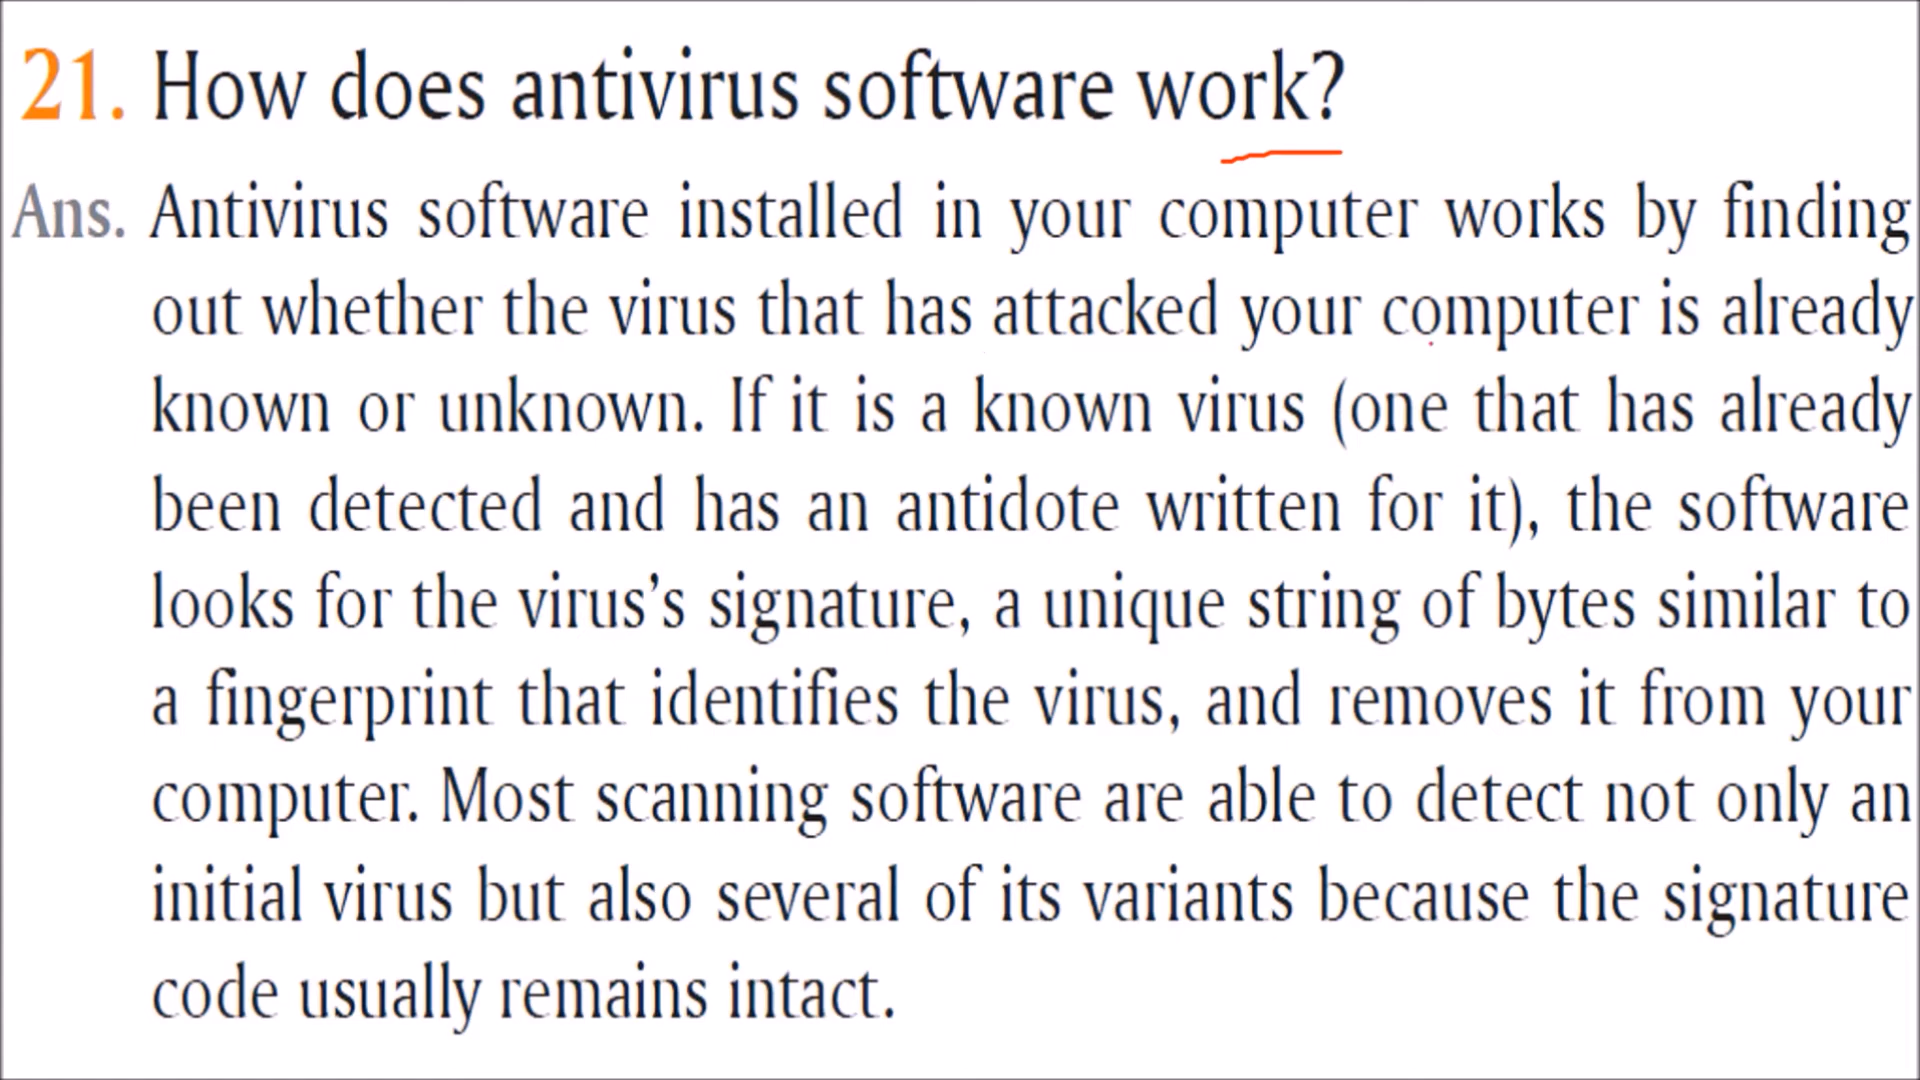 21. How does antivirus software work?
Ans. Antivirus software installed in your computer works by finding
out whether the virus that has attacked your computer is already
known or unknown. If it is a known virus (one that has already
been detected and has an antidote written for it), the software
looks for the virus’s signature, a unique string of bytes similar to
a fingerprint that identifies the virus, and removes it from your
computer. Most scanning software are able to detect not only an
initial virus but also several of its variants because the signature
code usually remains intact.